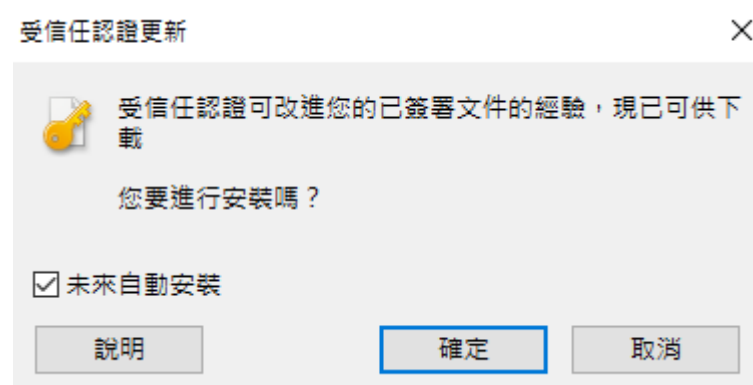 受信任認證更新
受信任認證可改進您的已簽署文件的經驗，現已可供下
載
您要進行安裝嗎？
未來自動安裝
說明
確定
取消